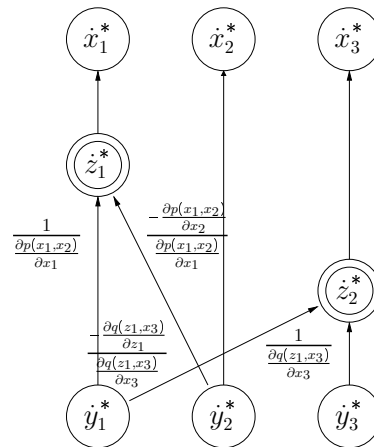 ẋ₁* ẋ₂* ẋ₃*
ż₁*
1 / (∂p(x₁,x₂)/∂x₁)
−(∂p(x₁,x₂)/∂x₂) / (∂p(x₁,x₂)/∂x₁)
ż₂*
−(∂q(z₁,x₃)/∂z₁) / (∂q(z₁,x₃)/∂x₃)
1 / (∂q(z₁,x₃)/∂x₃)
ẏ₁* ẏ₂* ẏ₃*